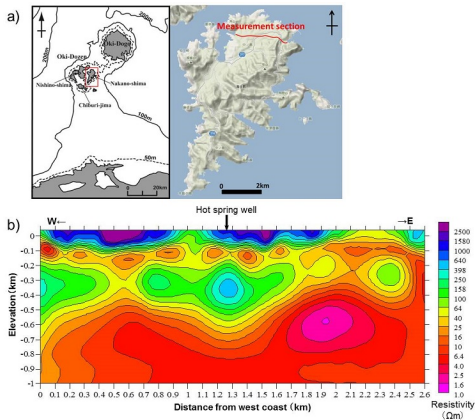 a)
200m
200m
Oki-Dogo
Oki-Dozen
Nishino-shima
Nakano-shima
Chiburi-jima
100m
50m
0 20km
Measurement section
0 2km
Hot spring well
b)
W←
→E
Elevation (km)
0
-0.1
-0.2
-0.3
-0.4
-0.5
-0.6
-0.7
-0.8
-0.9
-1
0 0.1 0.2 0.3 0.4 0.5 0.6 0.7 0.8 0.9 1 1.1 1.2 1.3 1.4 1.5 1.6 1.7 1.8 1.9 2 2.1 2.2 2.3 2.4 2.5 2.6
Distance from west coast (km)
2500
1580
1000
640
398
250
158
100
64
40
25
16
10
6.4
4.0
2.5
1.6
1.0
Resistivity
(Ωm)